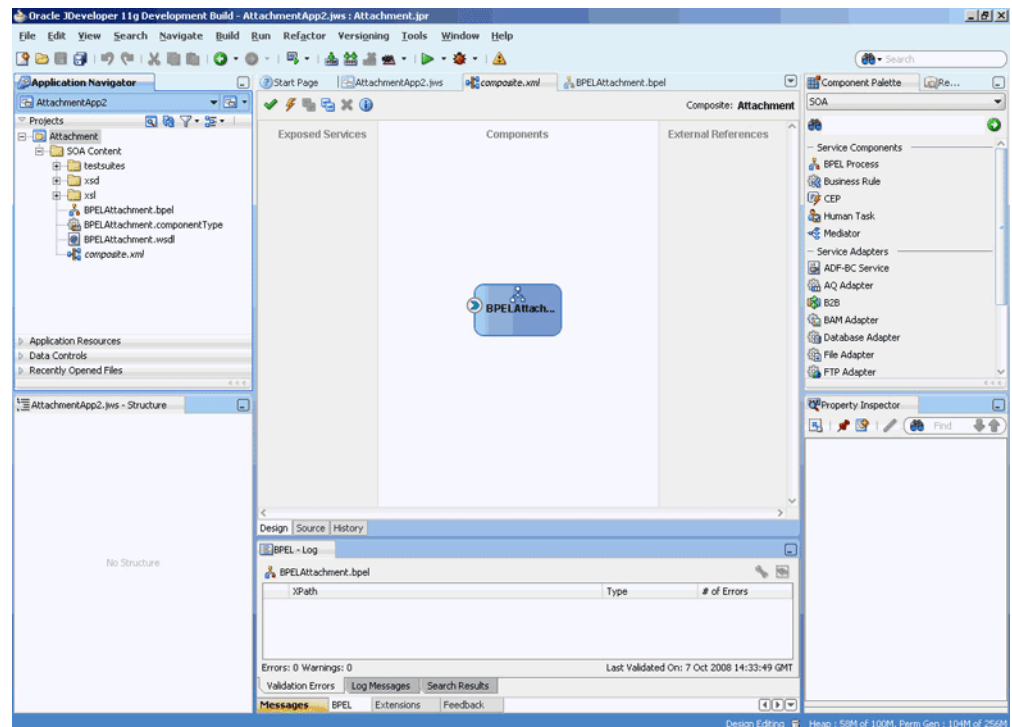 Oracle JDeveloper 11g Development Build - AttachmentApp2.jws : Attachment.jpr
File Edit View Search Navigate Build Run Refactor Versioning Tools Window Help
Search
Application Navigator
AttachmentApp2
Projects
Attachment
SOA Content
testsuites
xsd
xsl
BPELAttachment.bpel
BPELAttachment.componentType
BPELAttachment.wsdl
composite.xml
Application Resources
Data Controls
Recently Opened Files
AttachmentApp2.jws - Structure
No Structure
Start Page AttachmentApp2.jws composite.xml BPELAttachment.bpel
Composite: Attachment
Exposed Services Components External References
BPELAttach...
Design Source History
BPEL - Log
BPELAttachment.bpel
XPath Type # of Errors
Errors: 0 Warnings: 0 Last Validated On: 7 Oct 2008 14:33:49 GMT
Validation Errors Log Messages Search Results
Messages BPEL Extensions Feedback
Component Palette Re...
SOA
Service Components
BPEL Process
Business Rule
CEP
Human Task
Mediator
Service Adapters
ADF-BC Service
AQ Adapter
B2B
BAM Adapter
Database Adapter
File Adapter
FTP Adapter
Property Inspector
Find
Design Editing Heap : 58M of 100M, Perm Gen : 104M of 256M